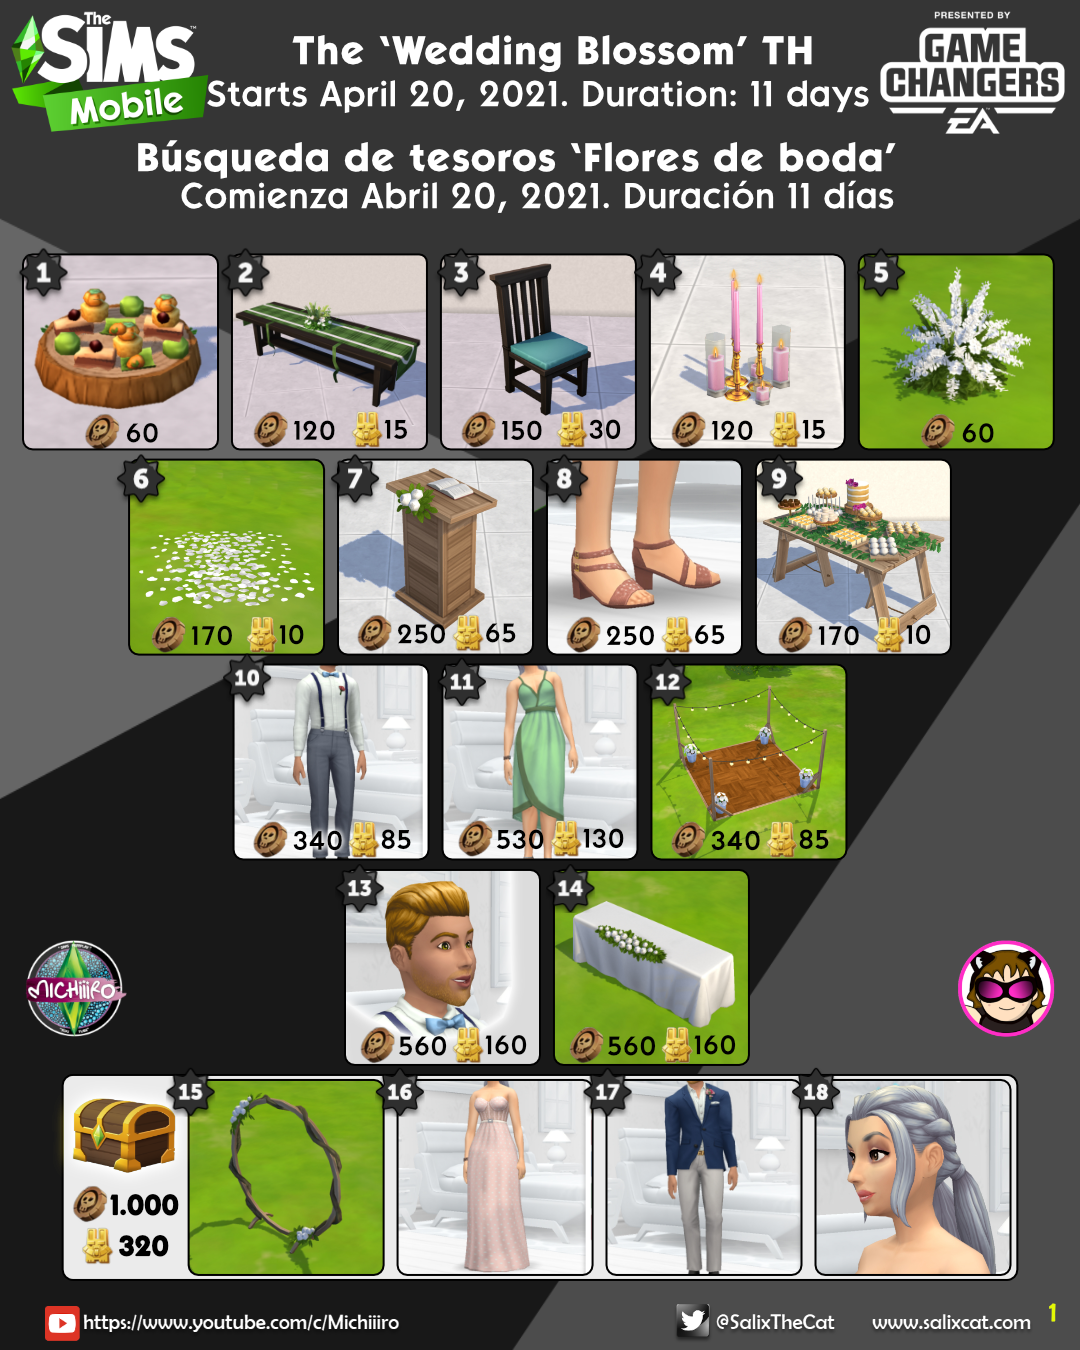 The SIMS Mobile
The ‘Wedding Blossom’ TH
Starts April 20, 2021. Duration: 11 days
PRESENTED BY
GAME CHANGERS
EA
Búsqueda de tesoros ‘Flores de boda’
Comienza Abril 20, 2021. Duración 11 días
1 2 3 4 5
60 120 15 150 30 120 15 60
6 7 8 9
170 10 250 65 250 65 170 10
10 11 12
340 85 530 130 340 85
13 14
560 160 560 160
MICHIIIRO
15 16 17 18
1.000
320
https://www.youtube.com/c/Michiiiro
@SalixTheCat
www.salixcat.com
1